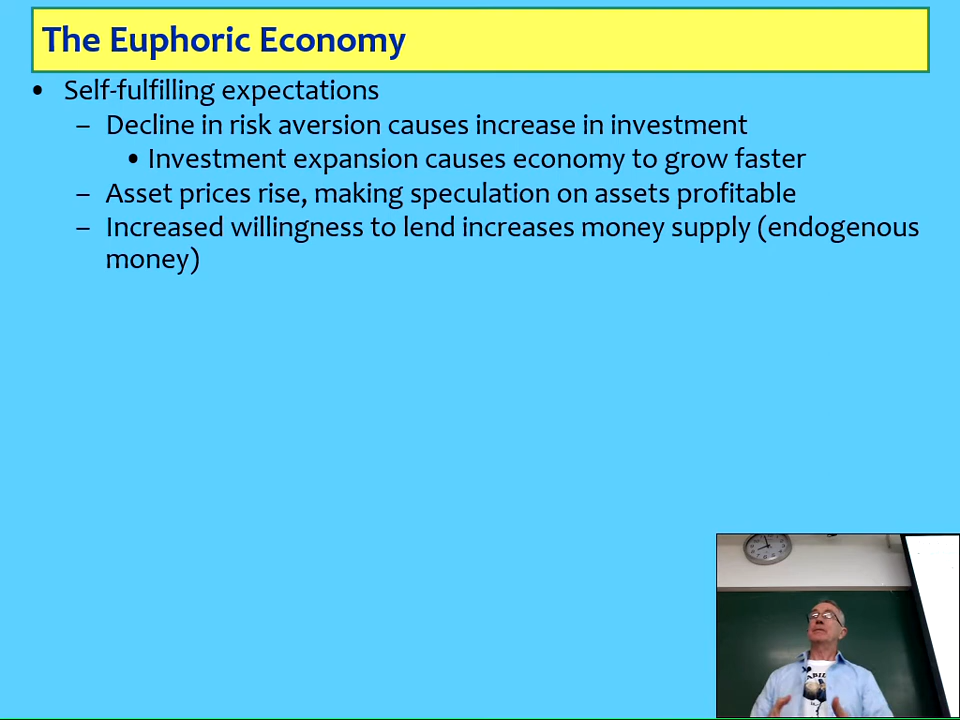 The Euphoric Economy
• Self-fulfilling expectations
– Decline in risk aversion causes increase in investment
• Investment expansion causes economy to grow faster
– Asset prices rise, making speculation on assets profitable
– Increased willingness to lend increases money supply (endogenous
money)